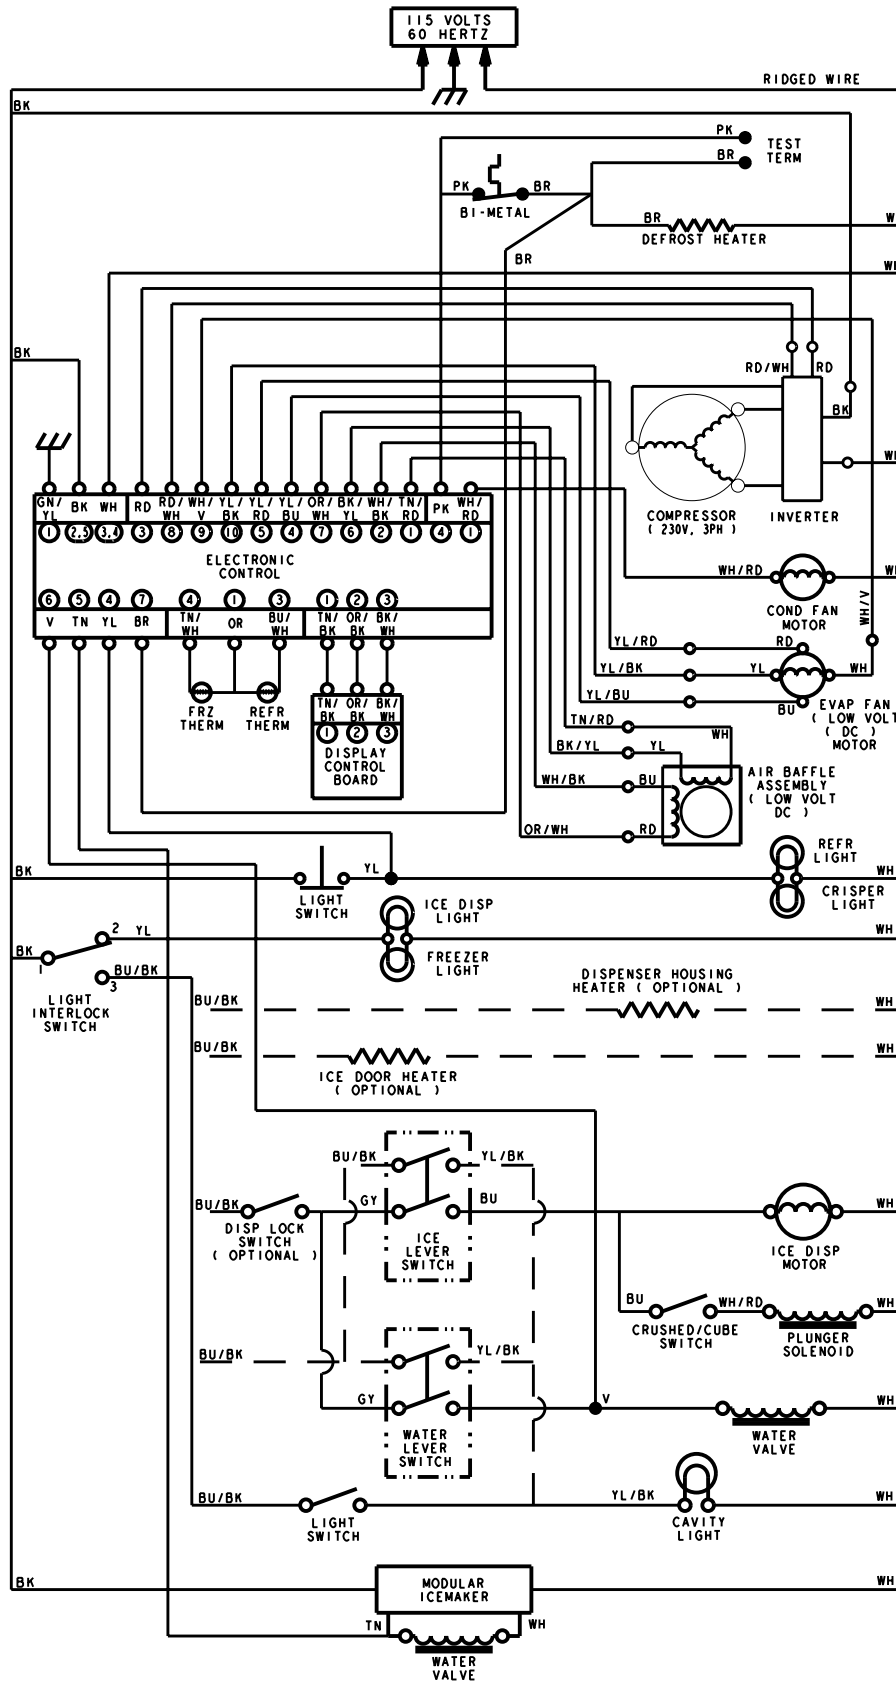 115 VOLTS
60 HERTZ
RIDGED WIRE
BK
PK
TEST
TERM
BR
PK
BR
BI-METAL
BR
W
DEFROST HEATER
BR
WH
BK
RD/WH
RD
BK
WH
COMPRESSOR
( 230V, 3PH )
INVERTER
GN/
YL
BK
WH
RD
RD/
WH
WH/
V
YL/
BK
YL/
RD
YL/
BU
OR/
WH
BK/
YL
WH/
BK
TN/
RD
PK
WH/
RD
1
2,5
3,4
3
8
9
10
5
4
7
6
2
1
4
1
ELECTRONIC
CONTROL
6
5
4
7
4
1
3
1
2
3
V
TN
YL
BR
TN/
WH
OR
BU/
WH
TN/
BK
OR/
BK
BK/
WH
WH/RD
WH
COND FAN
MOTOR
WH/V
YL/RD
RD
YL/BK
YL
WH
YL/BU
BU
EVAP FAN
( LOW VOLT
( DC )
MOTOR
FRZ
THERM
REFR
THERM
TN/
BK
OR/
BK
BK/
WH
1
2
3
DISPLAY
CONTROL
BOARD
TN/RD
WH
BK/YL
YL
WH/BK
BU
OR/WH
RD
AIR BAFFLE
ASSEMBLY
( LOW VOLT
DC )
REFR
LIGHT
BK
YL
WH
LIGHT
SWITCH
CRISPER
LIGHT
ICE DISP
LIGHT
2
YL
WH
BK
1
FREEZER
LIGHT
BU/BK
3
LIGHT
INTERLOCK
SWITCH
DISPENSER HOUSING
HEATER ( OPTIONAL )
BU/BK
WH
BU/BK
WH
ICE DOOR HEATER
( OPTIONAL )
BU/BK
YL/BK
BU/BK
GY
BU
WH
DISP LOCK
SWITCH
( OPTIONAL )
ICE
LEVER
SWITCH
ICE DISP
MOTOR
BU
WH/RD
WH
CRUSHED/CUBE
SWITCH
PLUNGER
SOLENOID
BU/BK
YL/BK
GY
V
WH
WATER
LEVER
SWITCH
WATER
VALVE
BU/BK
YL/BK
WH
LIGHT
SWITCH
CAVITY
LIGHT
BK
MODULAR
ICEMAKER
WH
TN
WH
WATER
VALVE